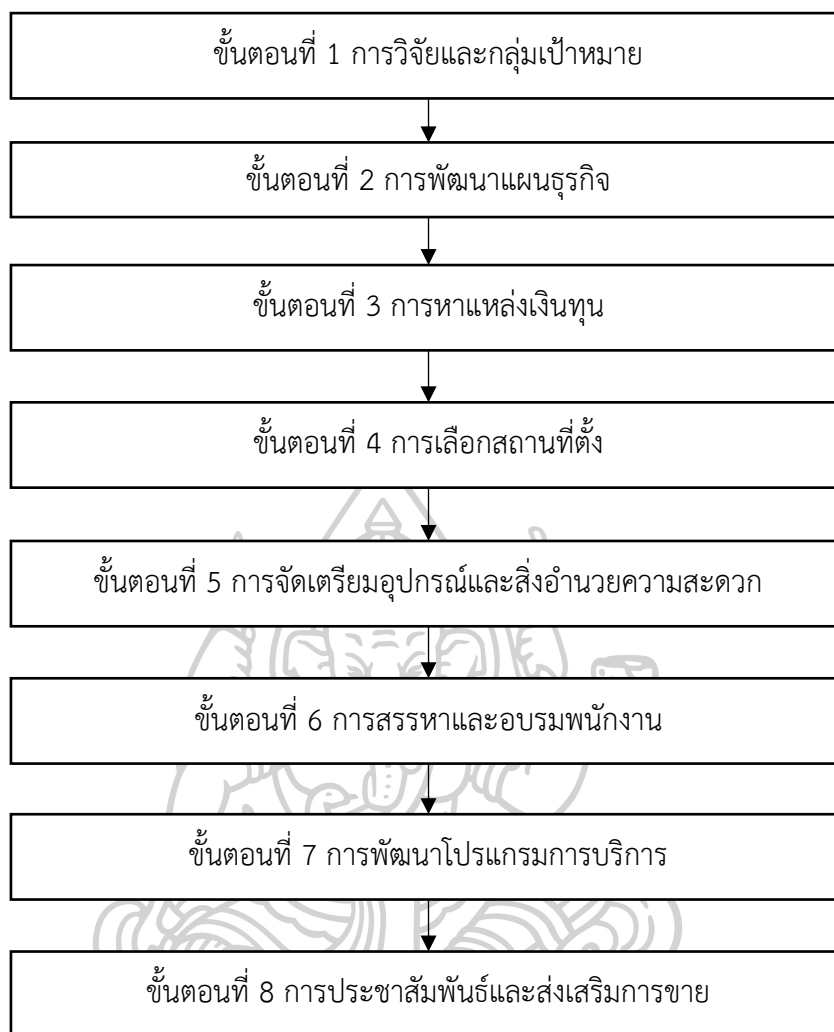 ขั้นตอนที่ 1 การวิจัยและกลุ่มเป้าหมาย
ขั้นตอนที่ 2 การพัฒนาแผนธุรกิจ
ขั้นตอนที่ 3 การหาแหล่งเงินทุน
ขั้นตอนที่ 4 การเลือกสถานที่ตั้ง
ขั้นตอนที่ 5 การจัดเตรียมอุปกรณ์และสิ่งอำนวยความสะดวก
ขั้นตอนที่ 6 การสรรหาและอบรมพนักงาน
ขั้นตอนที่ 7 การพัฒนาโปรแกรมการบริการ
ขั้นตอนที่ 8 การประชาสัมพันธ์และส่งเสริมการขาย